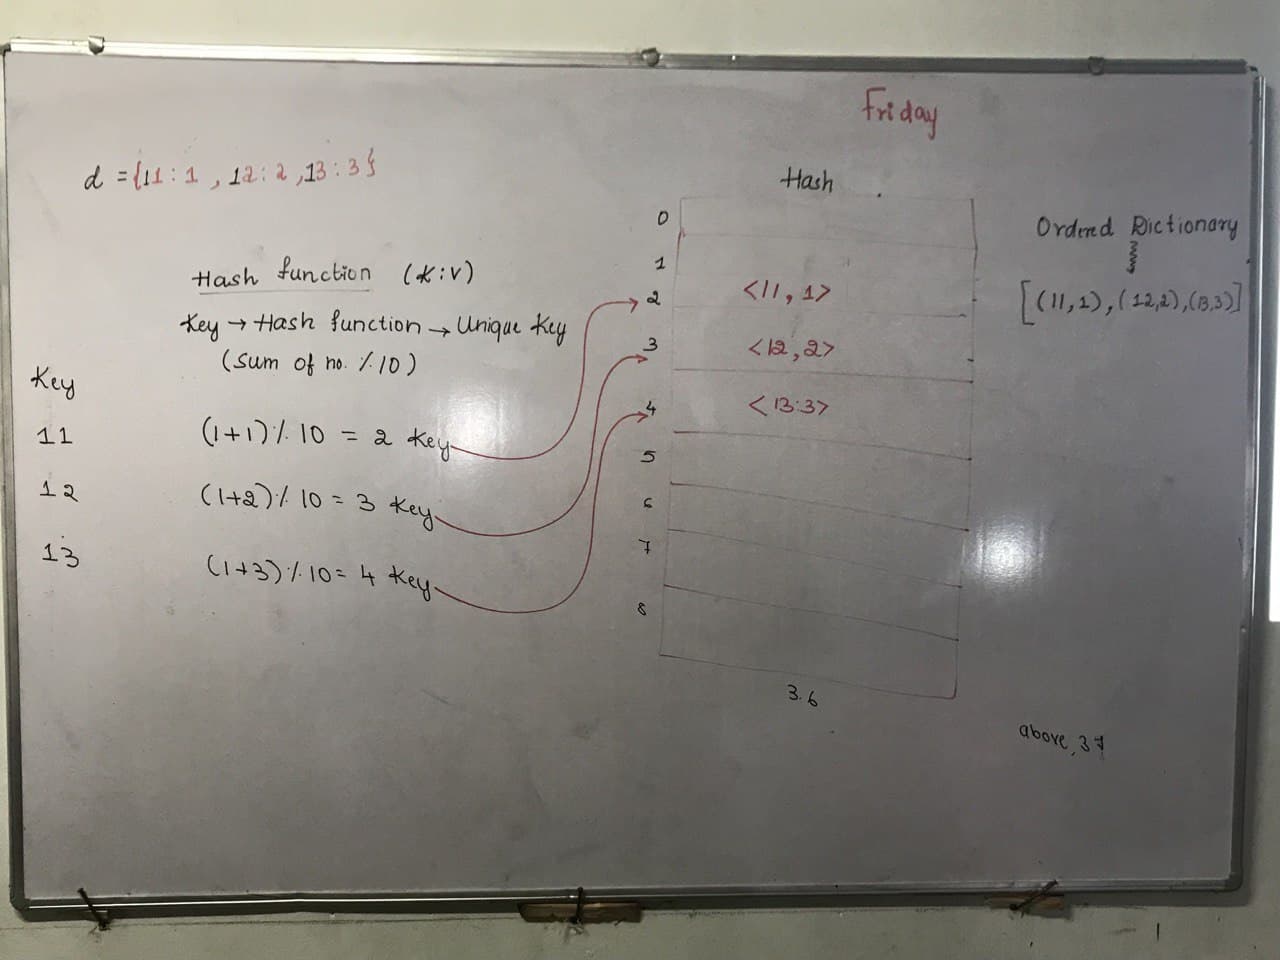 Friday
d = {11 : 1 , 12 : 2 , 13 : 3}
Hash function (K:V)
Key → Hash function → Unique Key
(Sum of no. % 10)
Key
11 (1+1) % 10 = 2 Key
12 (1+2) % 10 = 3 Key
13 (1+3) % 10 = 4 Key
Hash
0
1
2 <11, 1>
3 <12, 2>
4 <13:3>
5
6
7
8
3.6
Ordered Dictionary
[(11, 1), (12,2), (13,3)]
above, 37